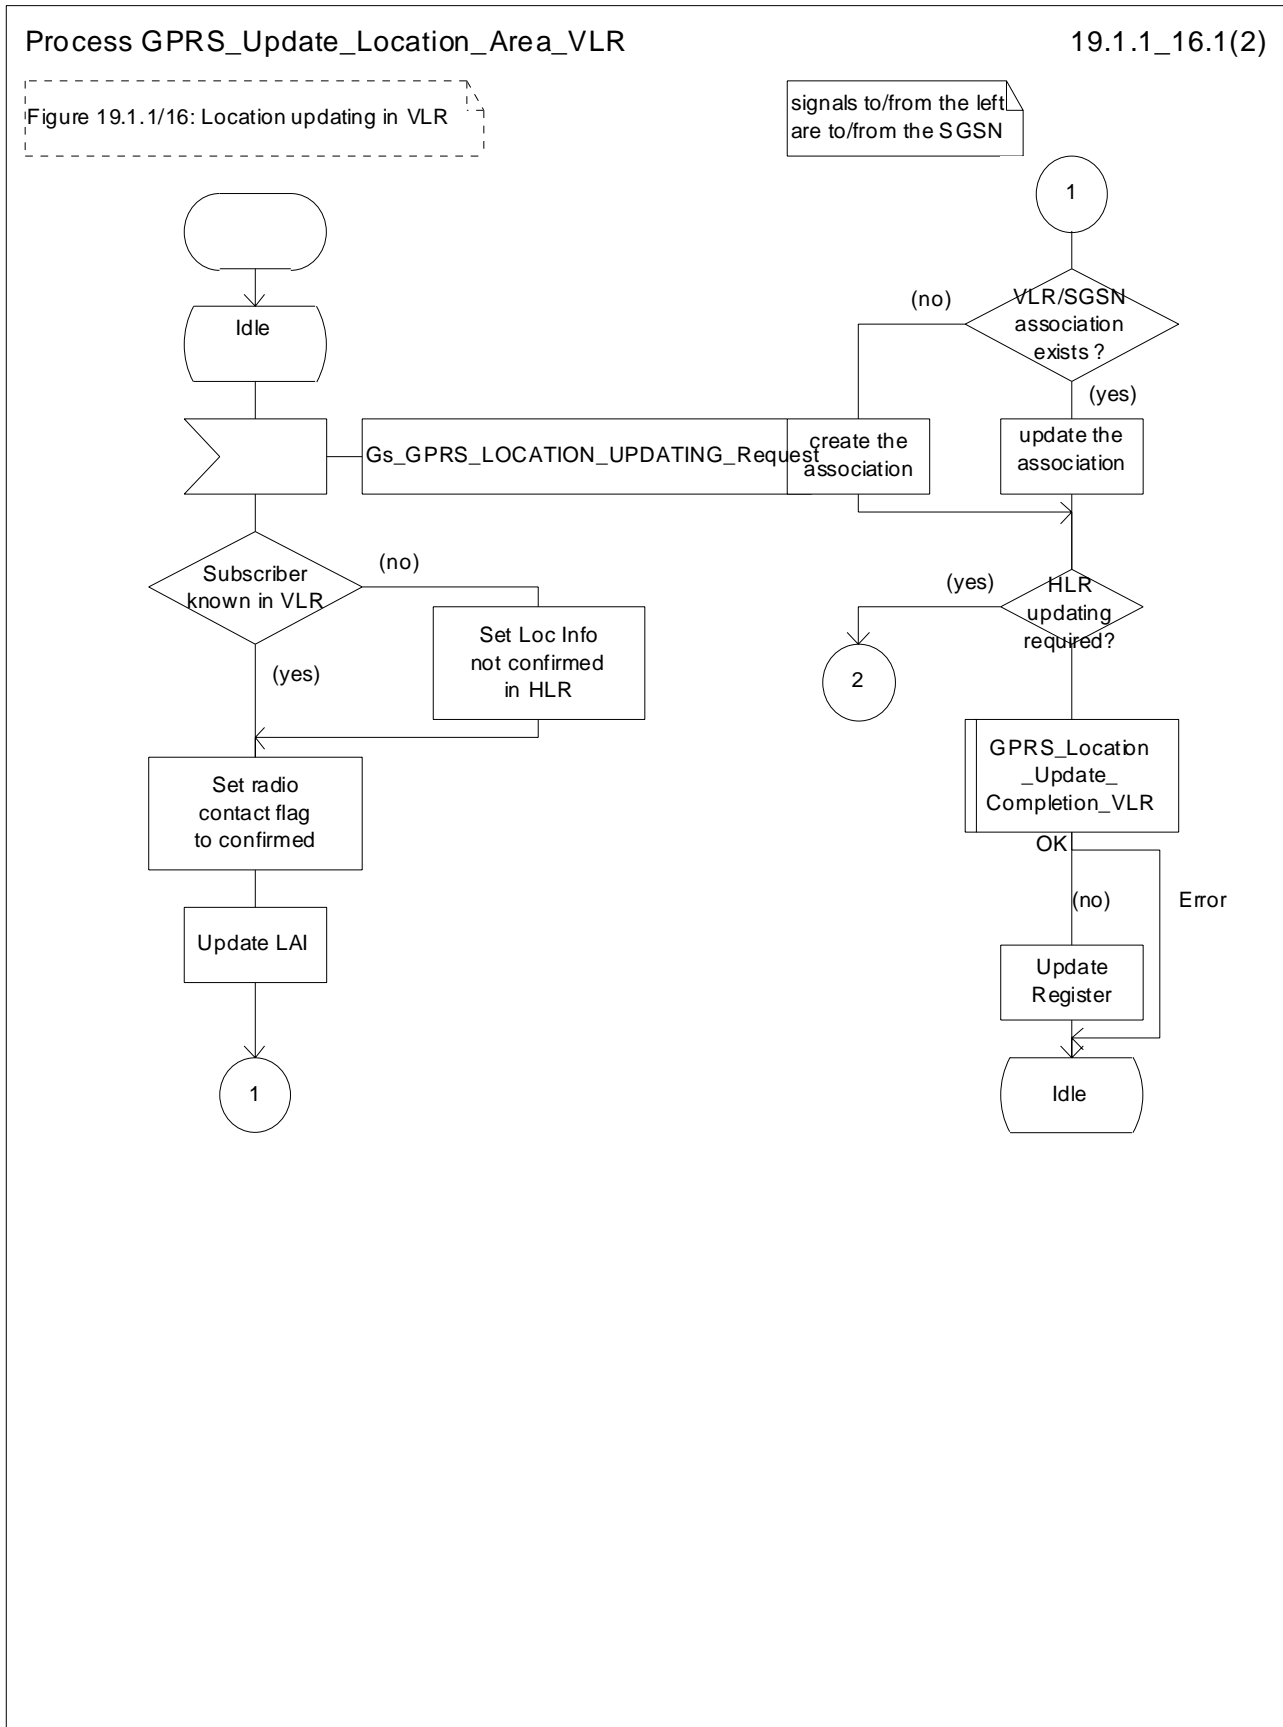 Process GPRS_Update_Location_Area_VLR
19.1.1_16.1(2)
Figure 19.1.1/16: Location updating in VLR
signals to/from the left
are to/from the SGSN
Idle
Gs_GPRS_LOCATION_UPDATING_Request
Subscriber
known in VLR
(no)
(yes)
Set Loc Info
not confirmed
in HLR
Set radio
contact flag
to confirmed
Update LAI
1
1
VLR/SGSN
association
exists ?
(no)
(yes)
create the
association
update the
association
HLR
updating
required?
(yes)
2
GPRS_Location
_Update_
Completion_VLR
OK
(no)
Error
Update
Register
Idle